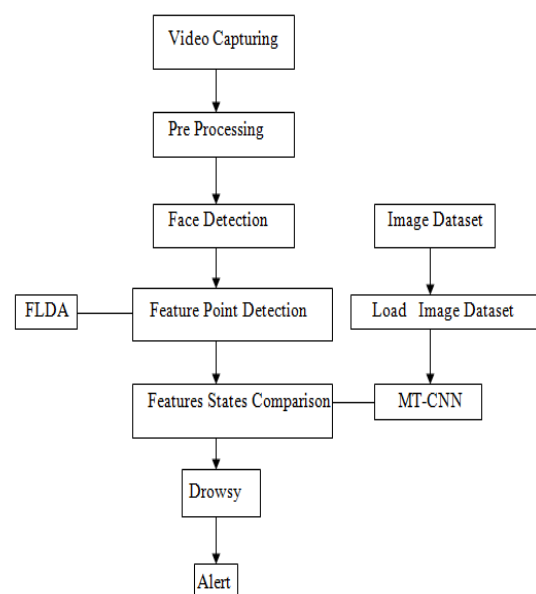 Video Capturing
Pre Processing
Face Detection
Image Dataset
FLDA
Feature Point Detection
Load Image Dataset
Features States Comparison
MT-CNN
Drowsy
Alert